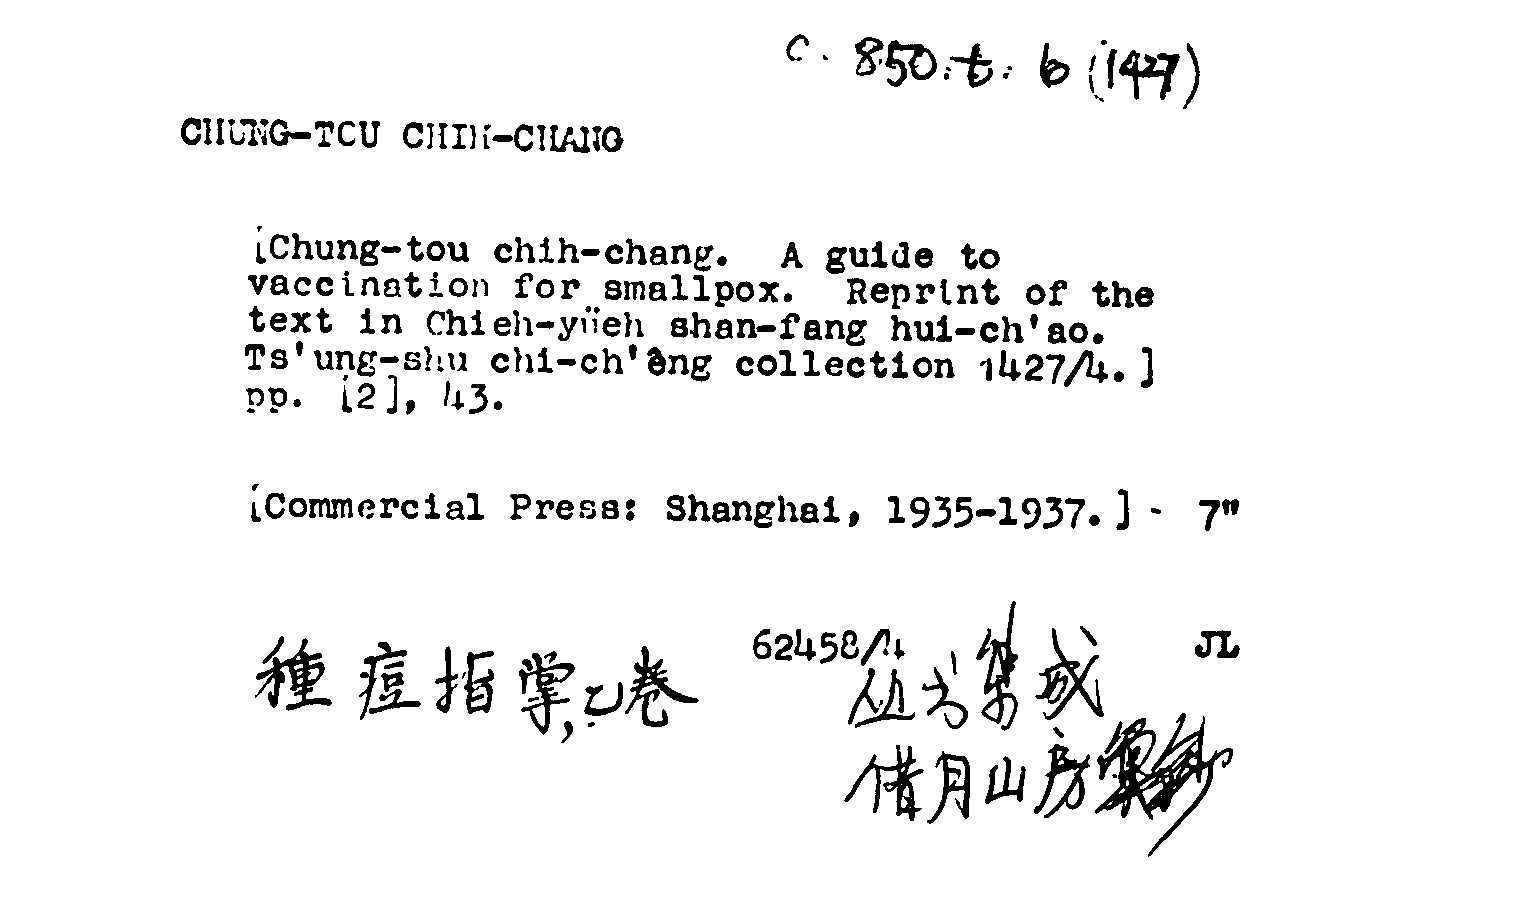 C. 850. t. b (1427)
CHUNG-TOU CHIH-CHANG
[Chung-tou chih-chang. A guide to
vaccination for smallpox. Reprint of the
text in Chieh-yüeh shan-fang hui-ch'ao.
Ts'ung-shu chi-ch'êng collection 1427/4.]
pp. [2], 43.
[Commercial Press: Shanghai, 1935-1937.] - 7"
62458/4 JL
種痘指掌,乙卷
丛书集成
借月山房彙鈔